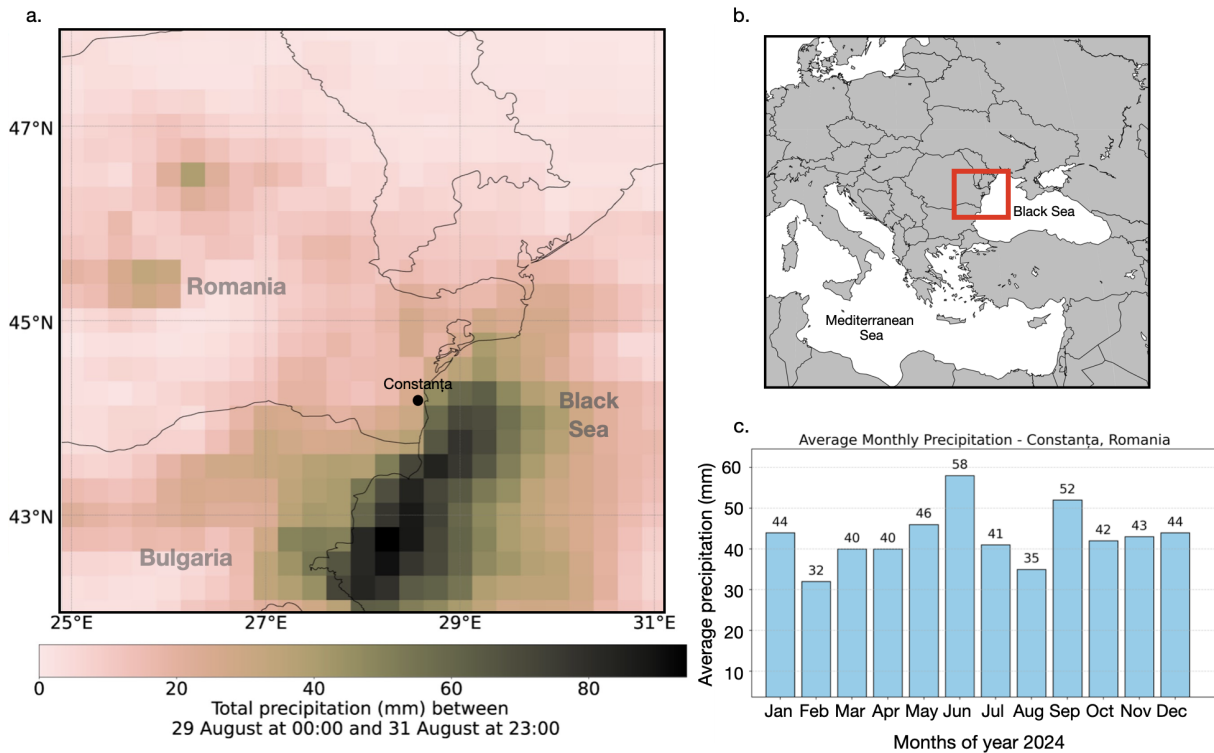 a.
47°N
45°N
43°N
Romania
Constanța
Black
Sea
Bulgaria
25°E 27°E 29°E 31°E
0 20 40 60 80
Total precipitation (mm) between
29 August at 00:00 and 31 August at 23:00
b.
Black Sea
Mediterranean
Sea
c.
Average Monthly Precipitation - Constanța, Romania
Average precipitation (mm)
60
50
40
30
20
10
44 32 40 40 46 58 41 35 52 42 43 44
Jan Feb Mar Apr May Jun Jul Aug Sep Oct Nov Dec
Months of year 2024